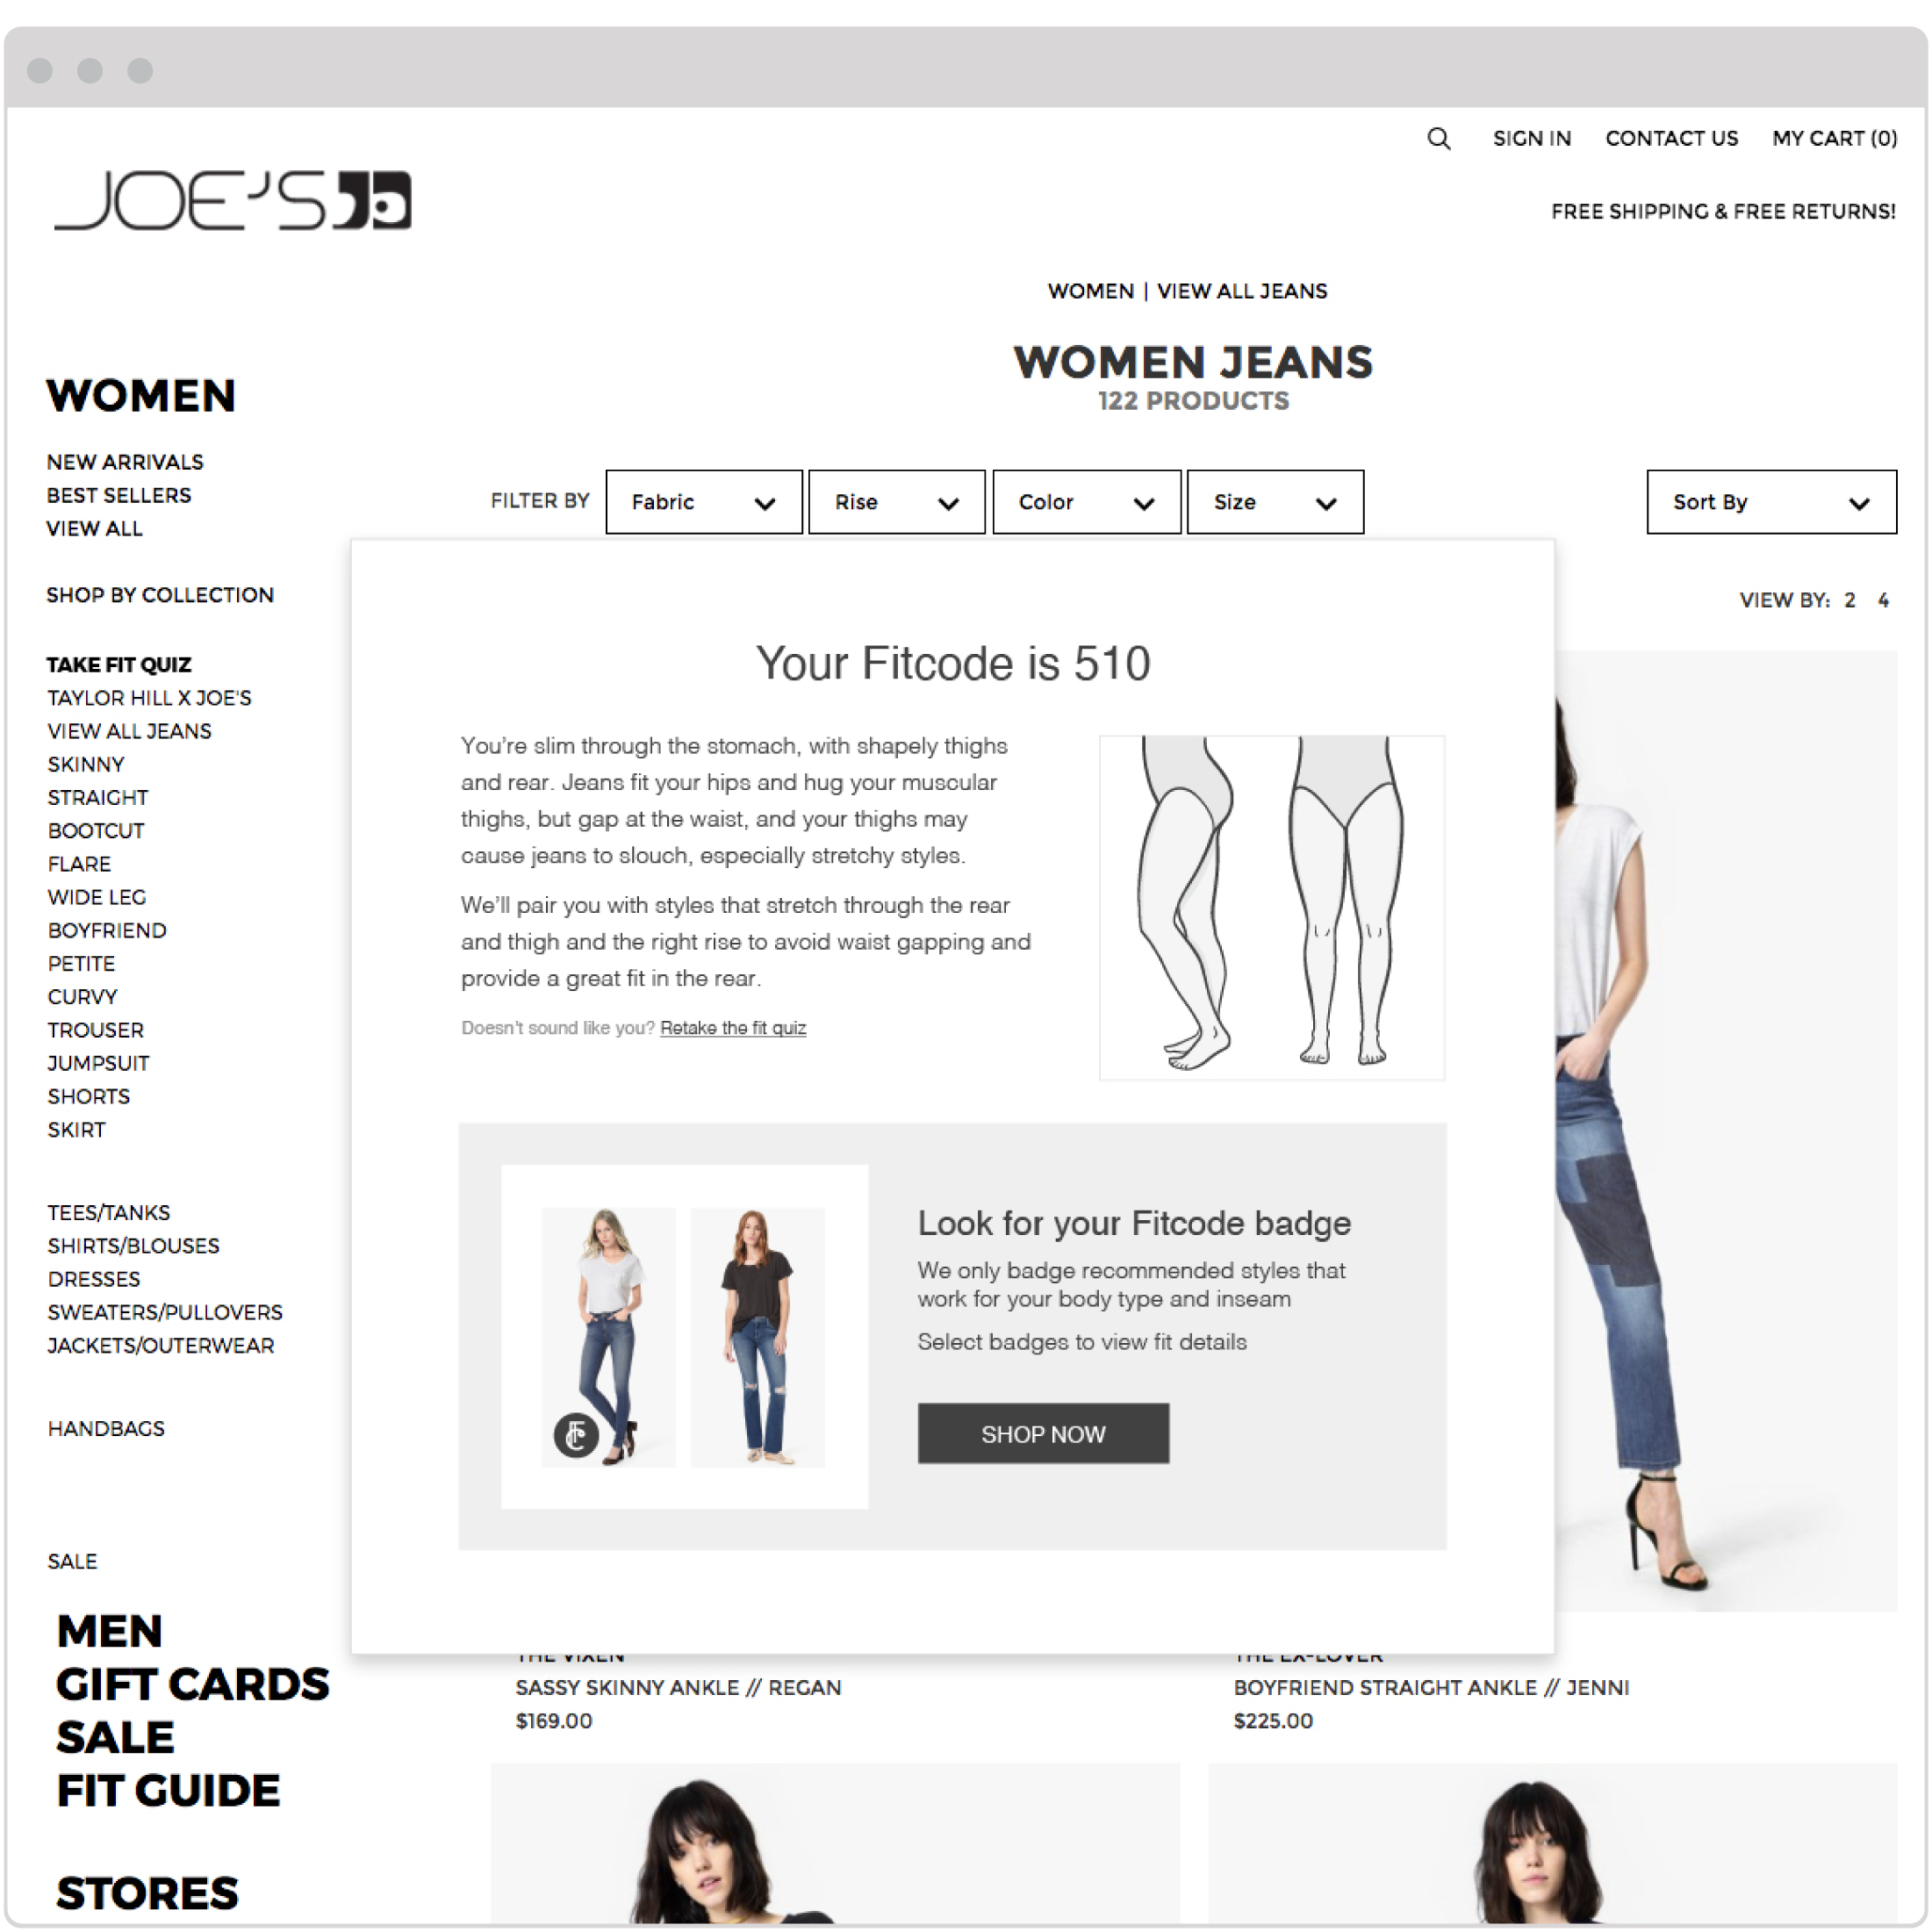 SIGN IN CONTACT US MY CART (0)
JOE'S
FREE SHIPPING & FREE RETURNS!
WOMEN | VIEW ALL JEANS
WOMEN JEANS
122 PRODUCTS
WOMEN
NEW ARRIVALS
BEST SELLERS
VIEW ALL
SHOP BY COLLECTION
TAKE FIT QUIZ
TAYLOR HILL X JOE'S
VIEW ALL JEANS
SKINNY
STRAIGHT
BOOTCUT
FLARE
WIDE LEG
BOYFRIEND
PETITE
CURVY
TROUSER
JUMPSUIT
SHORTS
SKIRT
TEES/TANKS
SHIRTS/BLOUSES
DRESSES
SWEATERS/PULLOVERS
JACKETS/OUTERWEAR
HANDBAGS
SALE
MEN
GIFT CARDS
SALE
FIT GUIDE
STORES
FILTER BY Fabric Rise Color Size Sort By
VIEW BY: 2 4
Your Fitcode is 510
You’re slim through the stomach, with shapely thighs
and rear. Jeans fit your hips and hug your muscular
thighs, but gap at the waist, and your thighs may
cause jeans to slouch, especially stretchy styles.
We’ll pair you with styles that stretch through the rear
and thigh and the right rise to avoid waist gapping and
provide a great fit in the rear.
Doesn’t sound like you? Retake the fit quiz
Look for your Fitcode badge
We only badge recommended styles that
work for your body type and inseam
Select badges to view fit details
SHOP NOW
THE VIXEN
SASSY SKINNY ANKLE // REGAN
$169.00
THE EX-LOVER
BOYFRIEND STRAIGHT ANKLE // JENNI
$225.00